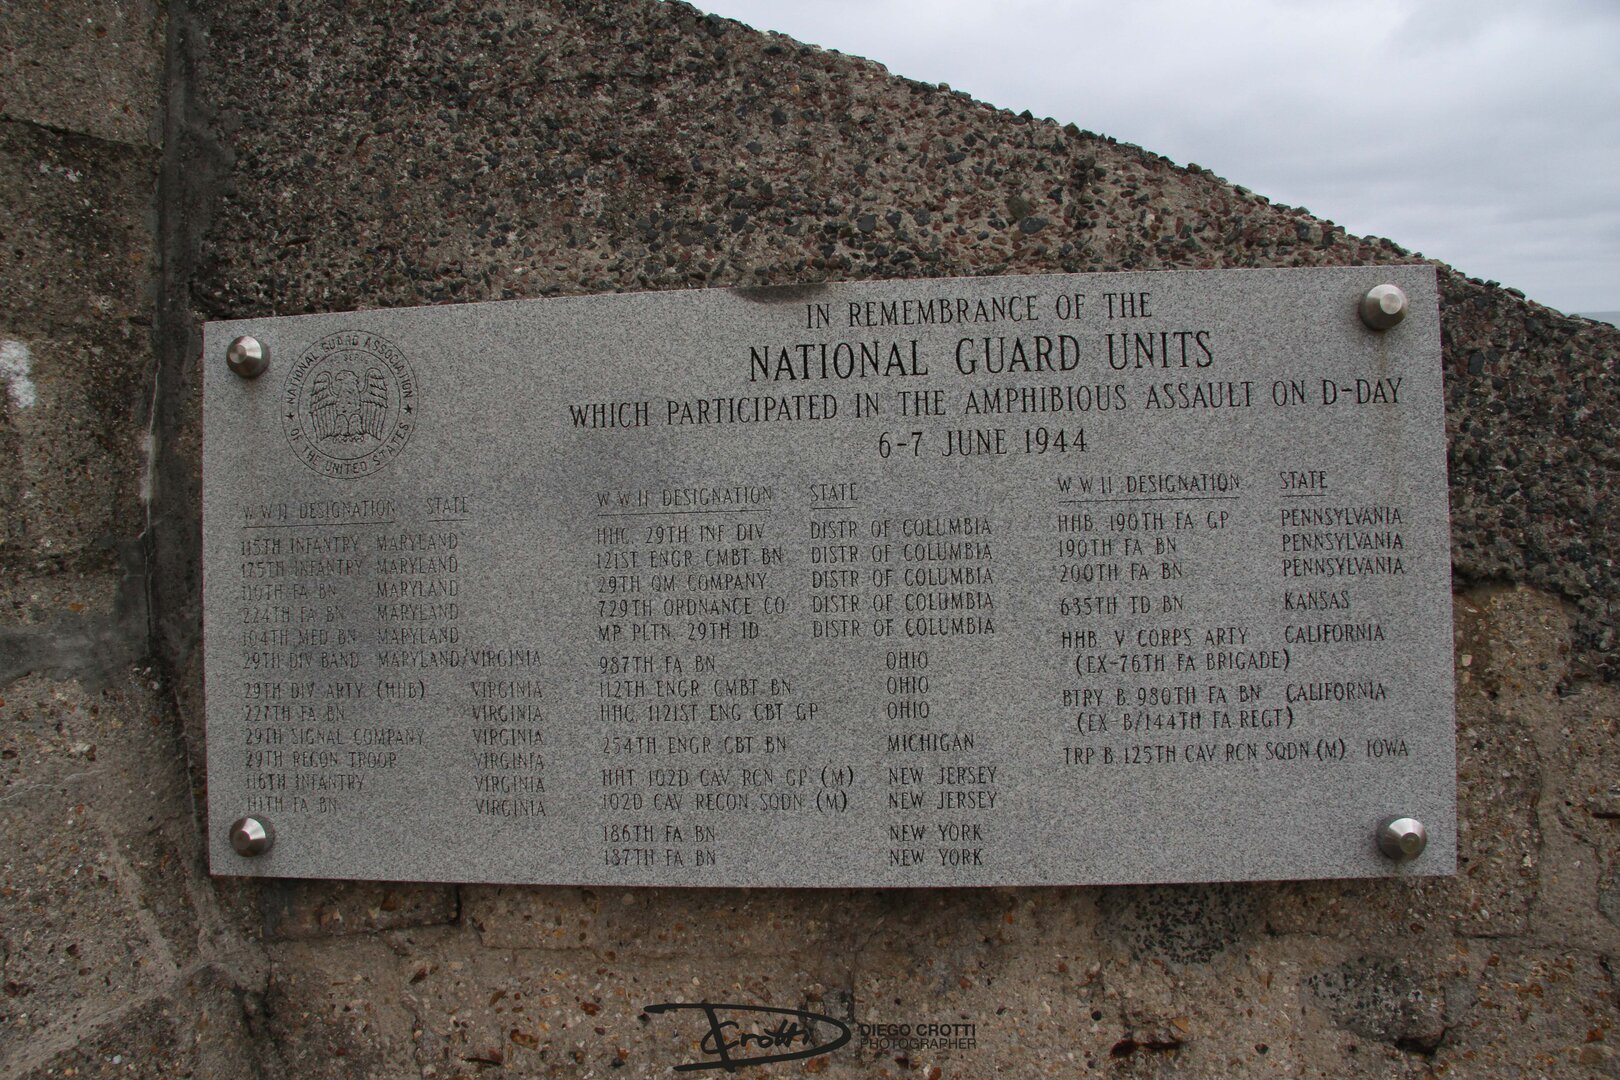 NATIONAL GUARD ASSOCIATION
OF THE UNITED STATES
IN REMEMBRANCE OF THE
NATIONAL GUARD UNITS
WHICH PARTICIPATED IN THE AMPHIBIOUS ASSAULT ON D-DAY
6-7 JUNE 1944
W W II DESIGNATION STATE
115TH INFANTRY MARYLAND
175TH INFANTRY MARYLAND
110TH FA BN MARYLAND
224TH FA BN MARYLAND
104TH MED BN MARYLAND
29TH DIV BAND MARYLAND/VIRGINIA
29TH DIV ARTY (HHB) VIRGINIA
227TH FA BN VIRGINIA
29TH SIGNAL COMPANY VIRGINIA
29TH RECON TROOP VIRGINIA
116TH INFANTRY VIRGINIA
111TH FA BN VIRGINIA
W W II DESIGNATION STATE
HHC, 29TH INF DIV DISTR OF COLUMBIA
121ST ENGR CMBT BN DISTR OF COLUMBIA
29TH QM COMPANY DISTR OF COLUMBIA
729TH ORDNANCE CO DISTR OF COLUMBIA
MP PLTN, 29TH ID DISTR OF COLUMBIA
987TH FA BN OHIO
112TH ENGR CMBT BN OHIO
HHC, 1121ST ENG CBT GP OHIO
254TH ENGR CBT BN MICHIGAN
HHT 102D CAV RCN GP (M) NEW JERSEY
102D CAV RECON SQDN (M) NEW JERSEY
186TH FA BN NEW YORK
187TH FA BN NEW YORK
W W II DESIGNATION STATE
HHB, 190TH FA GP PENNSYLVANIA
190TH FA BN PENNSYLVANIA
200TH FA BN PENNSYLVANIA
635TH TD BN KANSAS
HHB, V CORPS ARTY CALIFORNIA
(EX-76TH FA BRIGADE)
BTRY B, 980TH FA BN CALIFORNIA
(EX-B/144TH FA REGT)
TRP B, 125TH CAV RCN SQDN (M) IOWA
DCrotti
DIEGO CROTTI
PHOTOGRAPHER